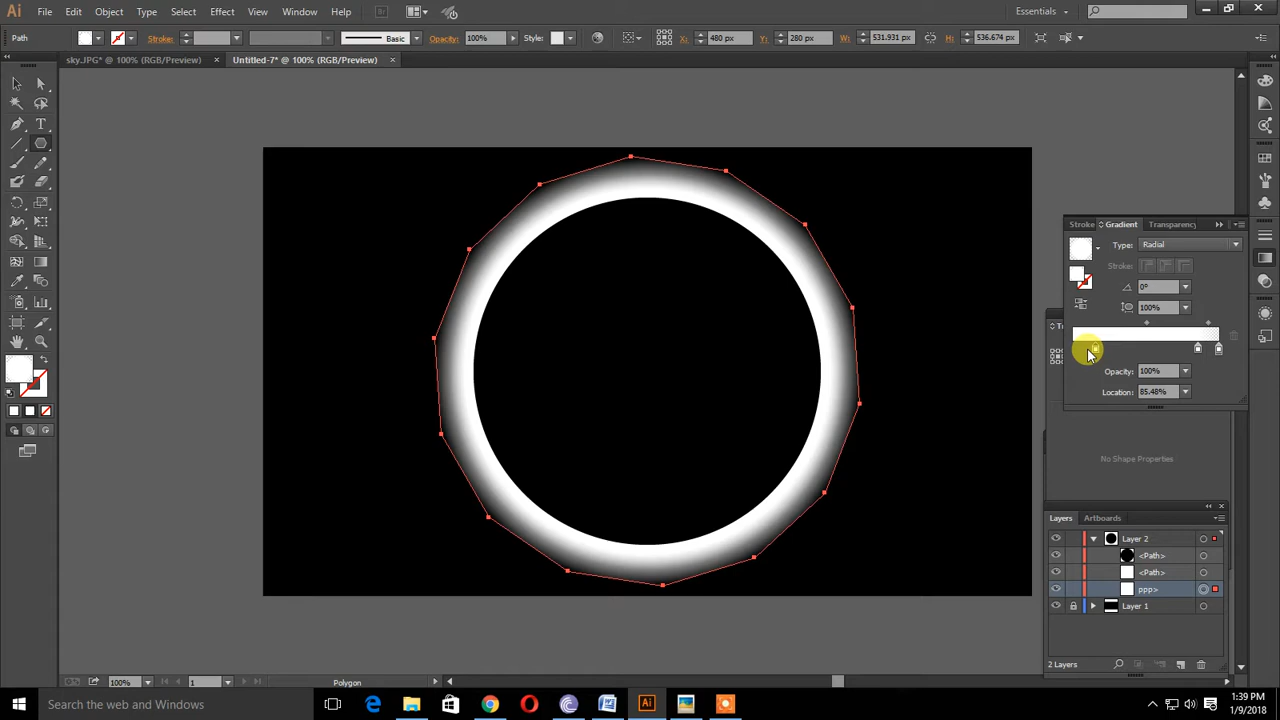 Ai File Edit Object Type Select Effect View Window Help Br Essentials
Path Stroke: Basic Opacity: 100% Style: X: 480 px Y: 280 px W: 531.931 px H: 536.674 px
sky.JPG* @ 100% (RGB/Preview) × Untitled-7* @ 100% (RGB/Preview) ×
Stroke Gradient Transparency
Type: Radial
Stroke:
0°
100%
Opacity: 100%
Location: 85.48%
No Shape Properties
Layers Artboards
Layer 2
<Path>
<Path>
ppp>
Layer 1
2 Layers
100% 1 Polygon
Search the web and Windows
1:39 PM
1/9/2018